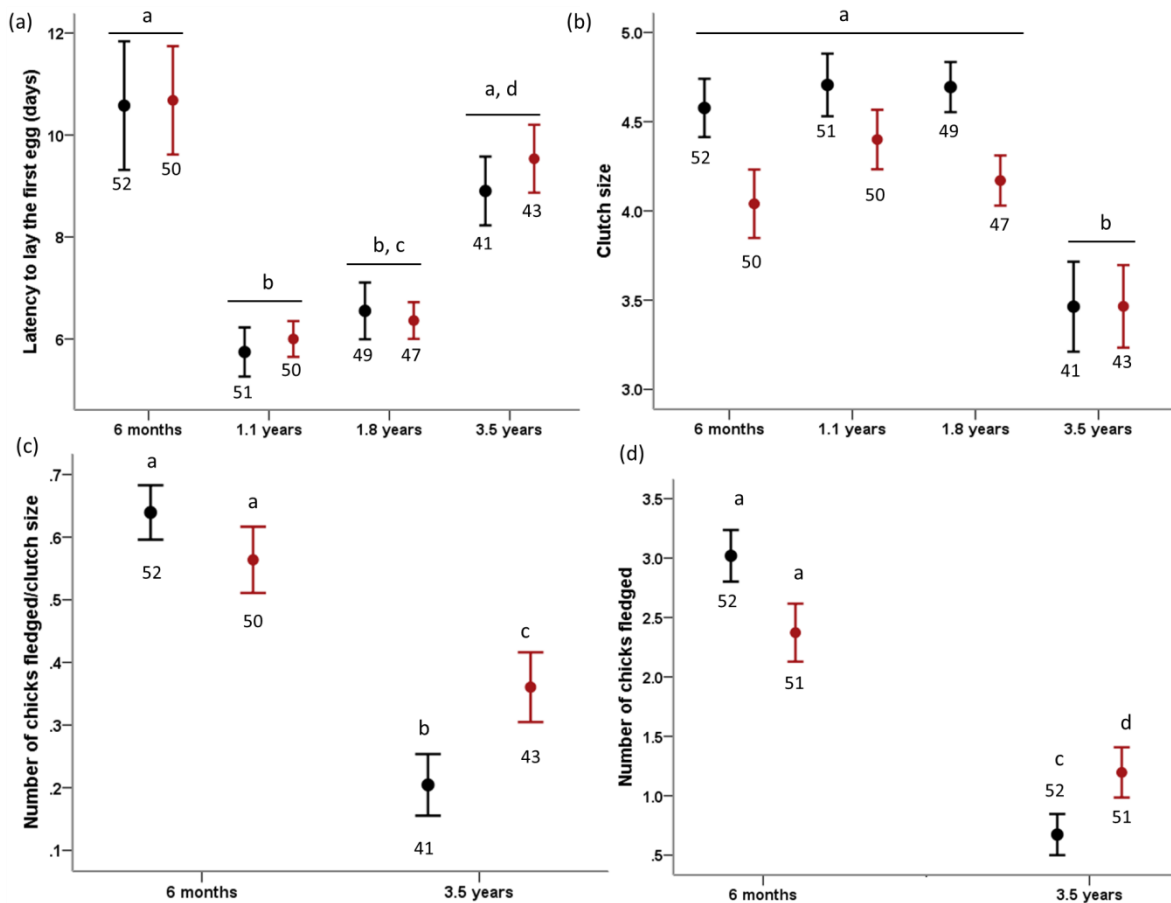 (a)
Latency to lay the first egg (days)
12
10
8
6
a
52
50
b
51
50
b, c
49
47
a, d
41
43
6 months
1.1 years
1.8 years
3.5 years
(b)
Clutch size
5.0
4.5
4.0
3.5
3.0
a
52
50
51
50
49
47
b
41
43
6 months
1.1 years
1.8 years
3.5 years
(c)
Number of chicks fledged/clutch size
.7
.6
.5
.4
.3
.2
.1
a
52
a
50
b
41
c
43
6 months
3.5 years
(d)
Number of chicks fledged
3.5
3.0
2.5
2.0
1.5
1.0
.5
a
52
a
51
c
52
d
51
6 months
3.5 years